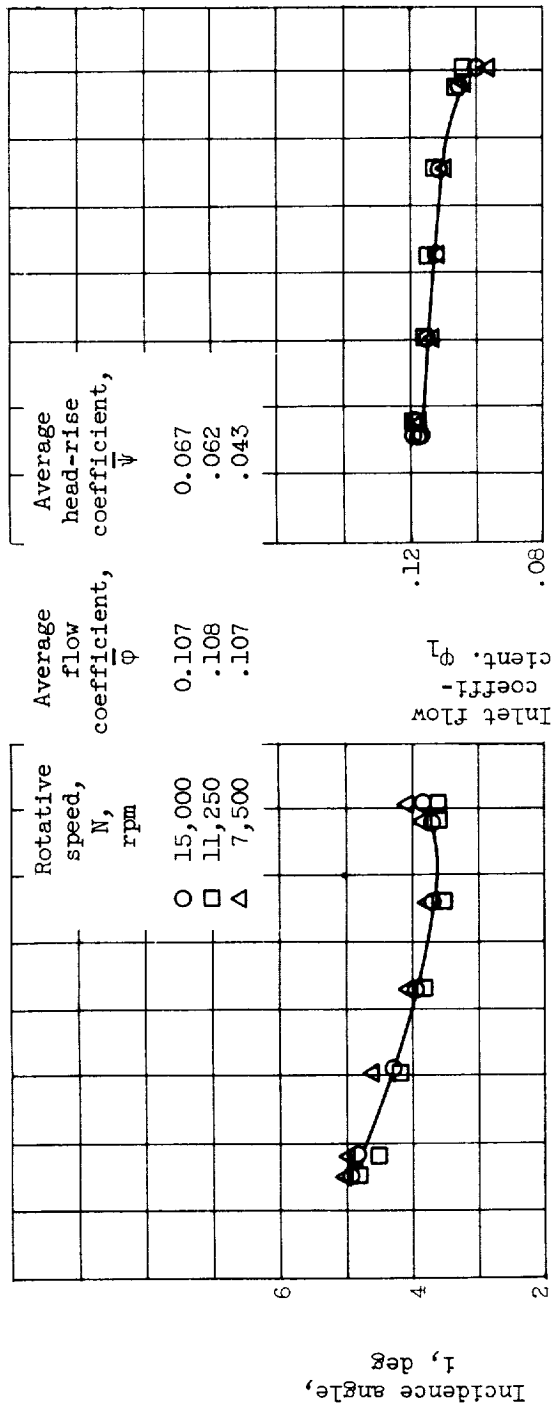 Rotative
speed,
N,
rpm
Average
flow
coefficient,
φ̄
Average
head-rise
coefficient,
ψ̄
○ 15,000 0.107 0.067
□ 11,250 .108 .062
△ 7,500 .107 .043
Incidence angle,
i, deg
6
4
2
Inlet flow
coeffi-
cient. φ1
.12
.08